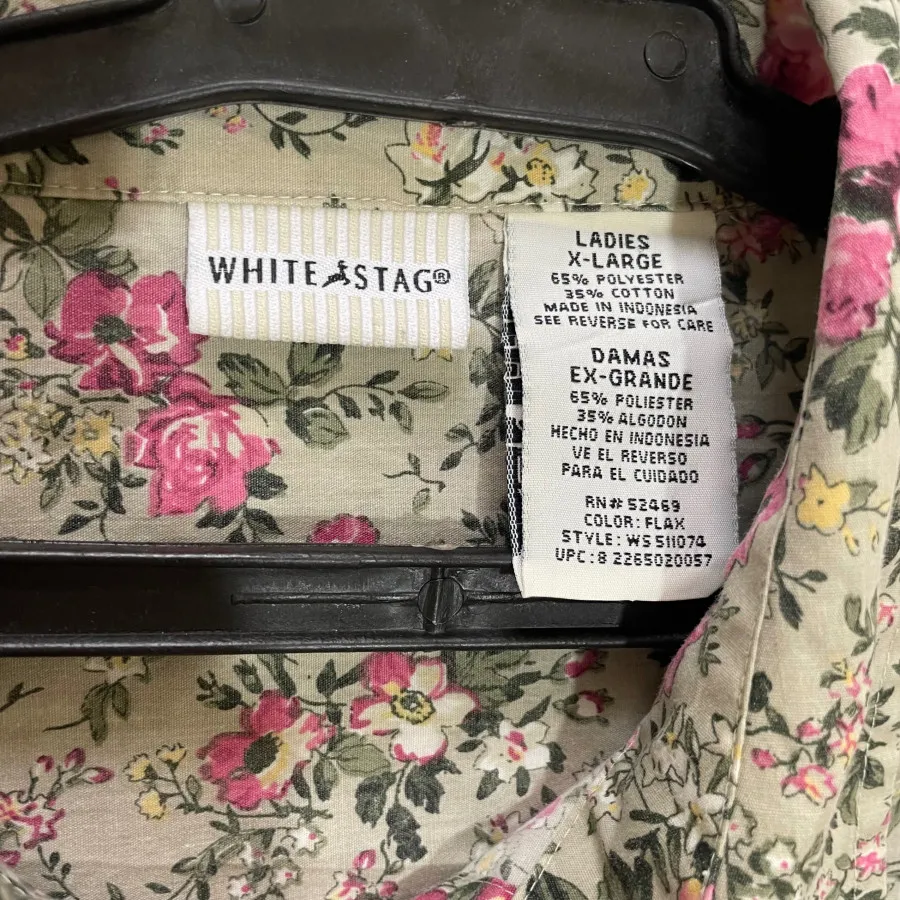 WHITE STAG®
LADIES
X-LARGE
65% POLYESTER
35% COTTON
MADE IN INDONESIA
SEE REVERSE FOR CARE
DAMAS
EX-GRANDE
65% POLIESTER
35% ALGODON
HECHO EN INDONESIA
VE EL REVERSO
PARA EL CUIDADO
RN# 52469
COLOR: FLAX
STYLE: WS511074
UPC: 8 2265020057